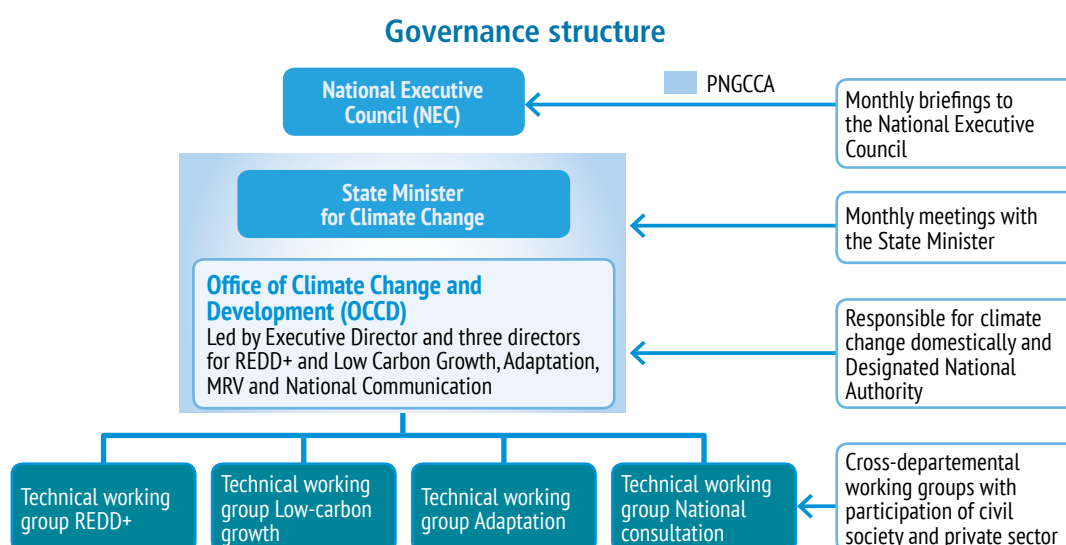 Governance structure
National Executive
Council (NEC)
PNGCCA
Monthly briefings to
the National Executive
Council
State Minister
for Climate Change
Monthly meetings with
the State Minister
Office of Climate Change and
Development (OCCD)
Led by Executive Director and three directors
for REDD+ and Low Carbon Growth, Adaptation,
MRV and National Communication
Responsible for climate
change domestically and
Designated National
Authority
Technical working
group REDD+
Technical working
group Low-carbon
growth
Technical working
group Adaptation
Technical working
group National
consultation
Cross-departemental
working groups with
participation of civil
society and private sector